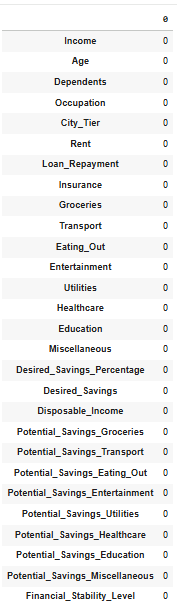 0
Income 0
Age 0
Dependents 0
Occupation 0
City_Tier 0
Rent 0
Loan_Repayment 0
Insurance 0
Groceries 0
Transport 0
Eating_Out 0
Entertainment 0
Utilities 0
Healthcare 0
Education 0
Miscellaneous 0
Desired_Savings_Percentage 0
Desired_Savings 0
Disposable_Income 0
Potential_Savings_Groceries 0
Potential_Savings_Transport 0
Potential_Savings_Eating_Out 0
Potential_Savings_Entertainment 0
Potential_Savings_Utilities 0
Potential_Savings_Healthcare 0
Potential_Savings_Education 0
Potential_Savings_Miscellaneous 0
Financial_Stability_Level 0